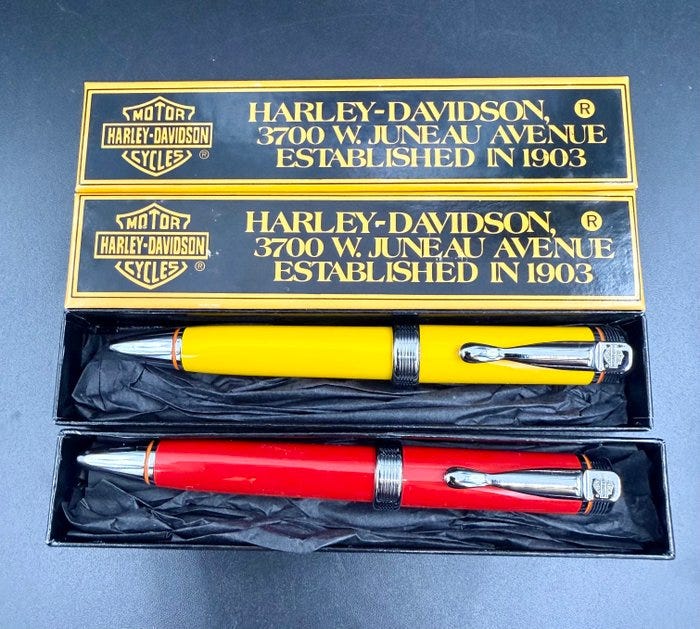 MOTOR
HARLEY-DAVIDSON
CYCLES ®
HARLEY-DAVIDSON, ®
3700 W. JUNEAU AVENUE
ESTABLISHED IN 1903
MOTOR
HARLEY-DAVIDSON
CYCLES ®
HARLEY-DAVIDSON, ®
3700 W. JUNEAU AVENUE
ESTABLISHED IN 1903